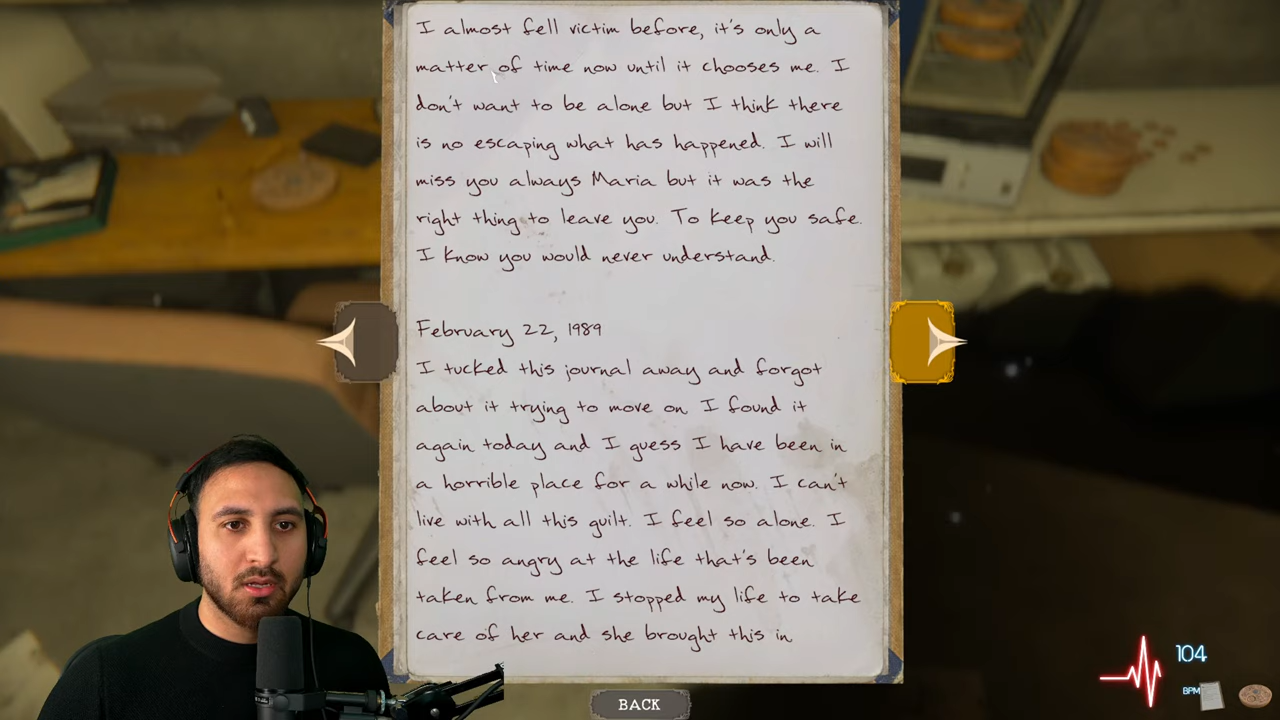 I almost fell victim before, it's only a
matter of time now until it chooses me. I
don't want to be alone but I think there
is no escaping what has happened. I will
miss you always Maria but it was the
right thing to leave you. To keep you safe.
I know you would never understand.
February 22, 1989
I tucked this journal away and forgot
about it trying to move on. I found it
again today and I guess I have been in
a horrible place for a while now. I can't
live with all this guilt. I feel so alone. I
feel so angry at the life that's been
taken from me. I stopped my life to take
care of her and she brought this in
BACK
104
BPM